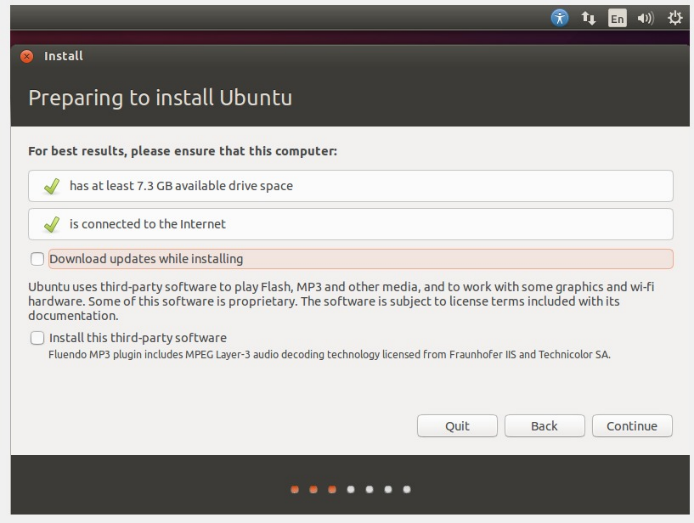 En
Install
Preparing to install Ubuntu
For best results, please ensure that this computer:
has at least 7.3 GB available drive space
is connected to the Internet
Download updates while installing
Ubuntu uses third-party software to play Flash, MP3 and other media, and to work with some graphics and wi-fi
hardware. Some of this software is proprietary. The software is subject to license terms included with its
documentation.
Install this third-party software
Fluendo MP3 plugin includes MPEG Layer-3 audio decoding technology licensed from Fraunhofer IIS and Technicolor SA.
Quit Back Continue